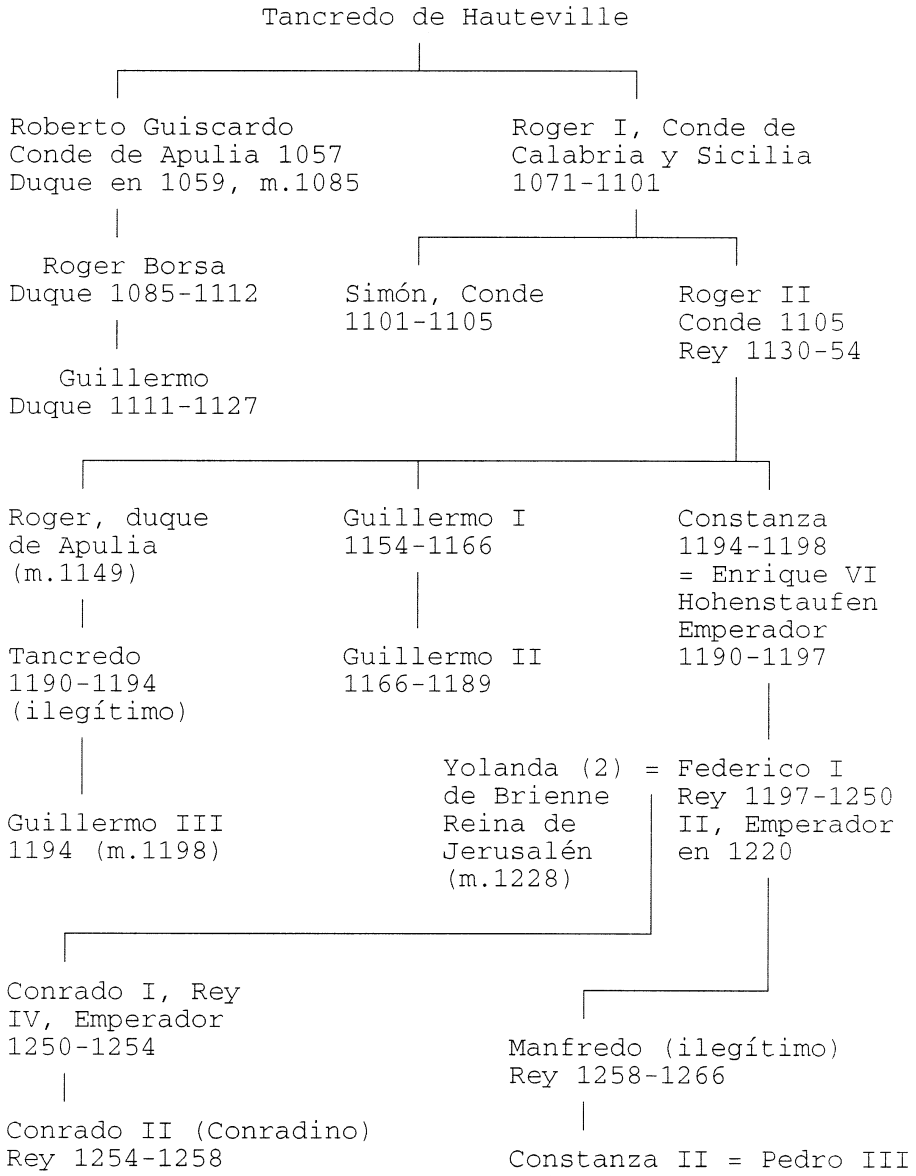 Tancredo de Hauteville
Roberto Guiscardo
Conde de Apulia 1057
Duque en 1059, m.1085
Roger I, Conde de
Calabria y Sicilia
1071-1101
Roger Borsa
Duque 1085-1112
Simón, Conde
1101-1105
Roger II
Conde 1105
Rey 1130-54
Guillermo
Duque 1111-1127
Roger, duque
de Apulia
(m.1149)
Guillermo I
1154-1166
Constanza
1194-1198
= Enrique VI
Hohenstaufen
Emperador
1190-1197
Tancredo
1190-1194
(ilegítimo)
Guillermo II
1166-1189
Guillermo III
1194 (m.1198)
Yolanda (2) = Federico I
de Brienne Rey 1197-1250
Reina de II, Emperador
Jerusalén en 1220
(m.1228)
Conrado I, Rey
IV, Emperador
1250-1254
Manfredo (ilegítimo)
Rey 1258-1266
Conrado II (Conradino)
Rey 1254-1258
Constanza II = Pedro III